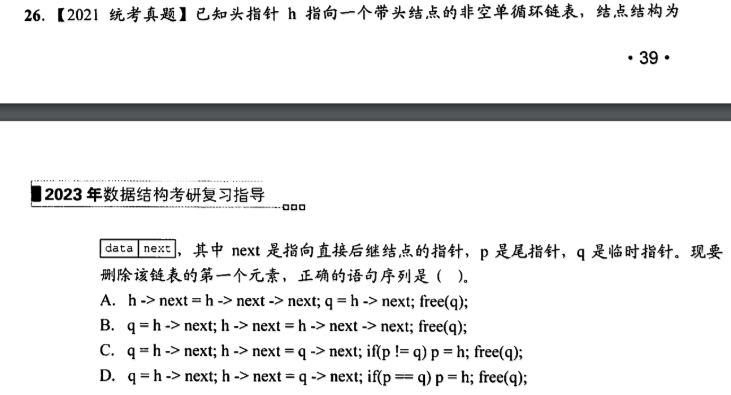 26. 【2021 统考真题】已知头指针 h 指向一个带头结点的非空单循环链表，结点结构为
· 39 ·
2023 年数据结构考研复习指导
data next，其中 next 是指向直接后继结点的指针，p 是尾指针，q 是临时指针。现要
删除该链表的第一个元素，正确的语句序列是（ ）。
A. h -> next = h -> next -> next; q = h -> next; free(q);
B. q = h -> next; h -> next = h -> next -> next; free(q);
C. q = h -> next; h -> next = q -> next; if(p != q) p = h; free(q);
D. q = h -> next; h -> next = q -> next; if(p == q) p = h; free(q);